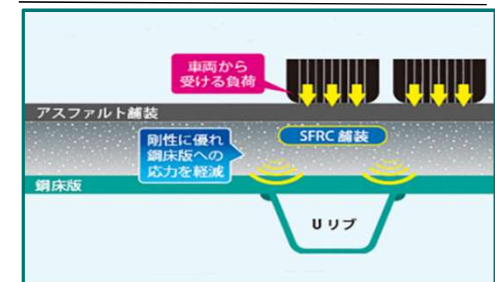 車両から
受ける負荷
アスファルト舗装
剛性に優れ
鋼床版への
応力を軽減
SFRC 舗装
鋼床版
U リブ